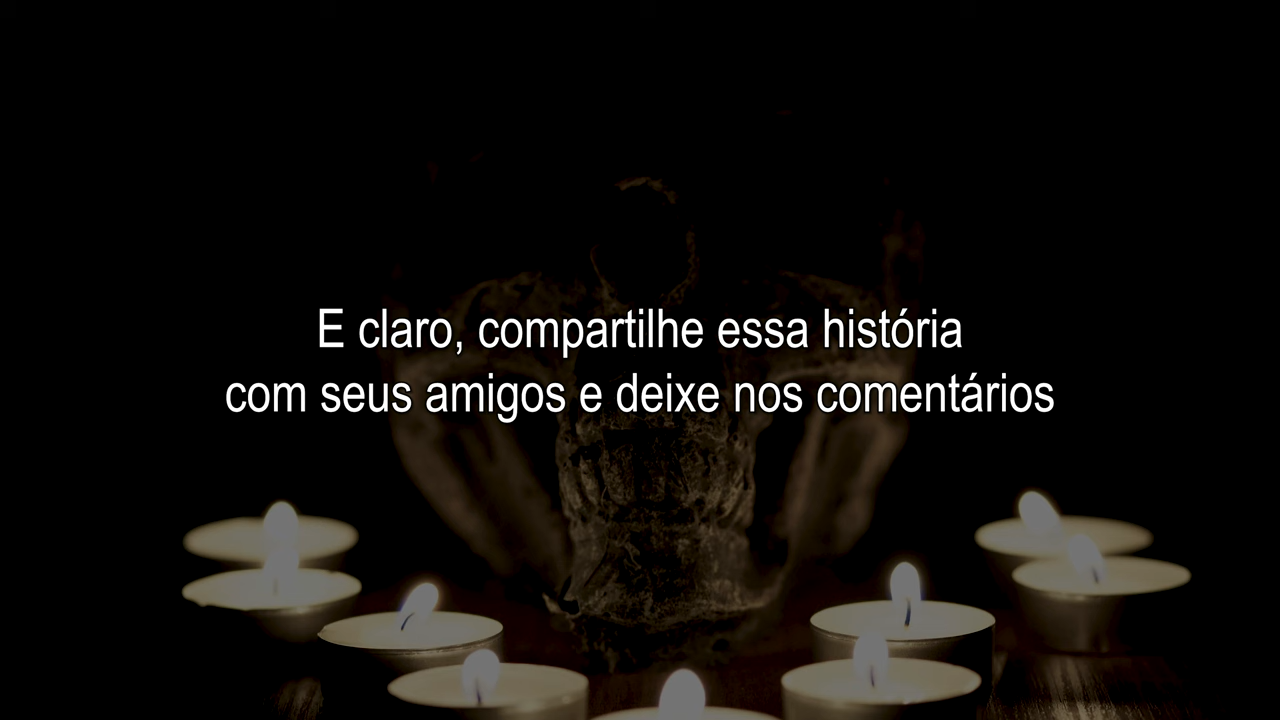 E claro, compartilhe essa história
com seus amigos e deixe nos comentários